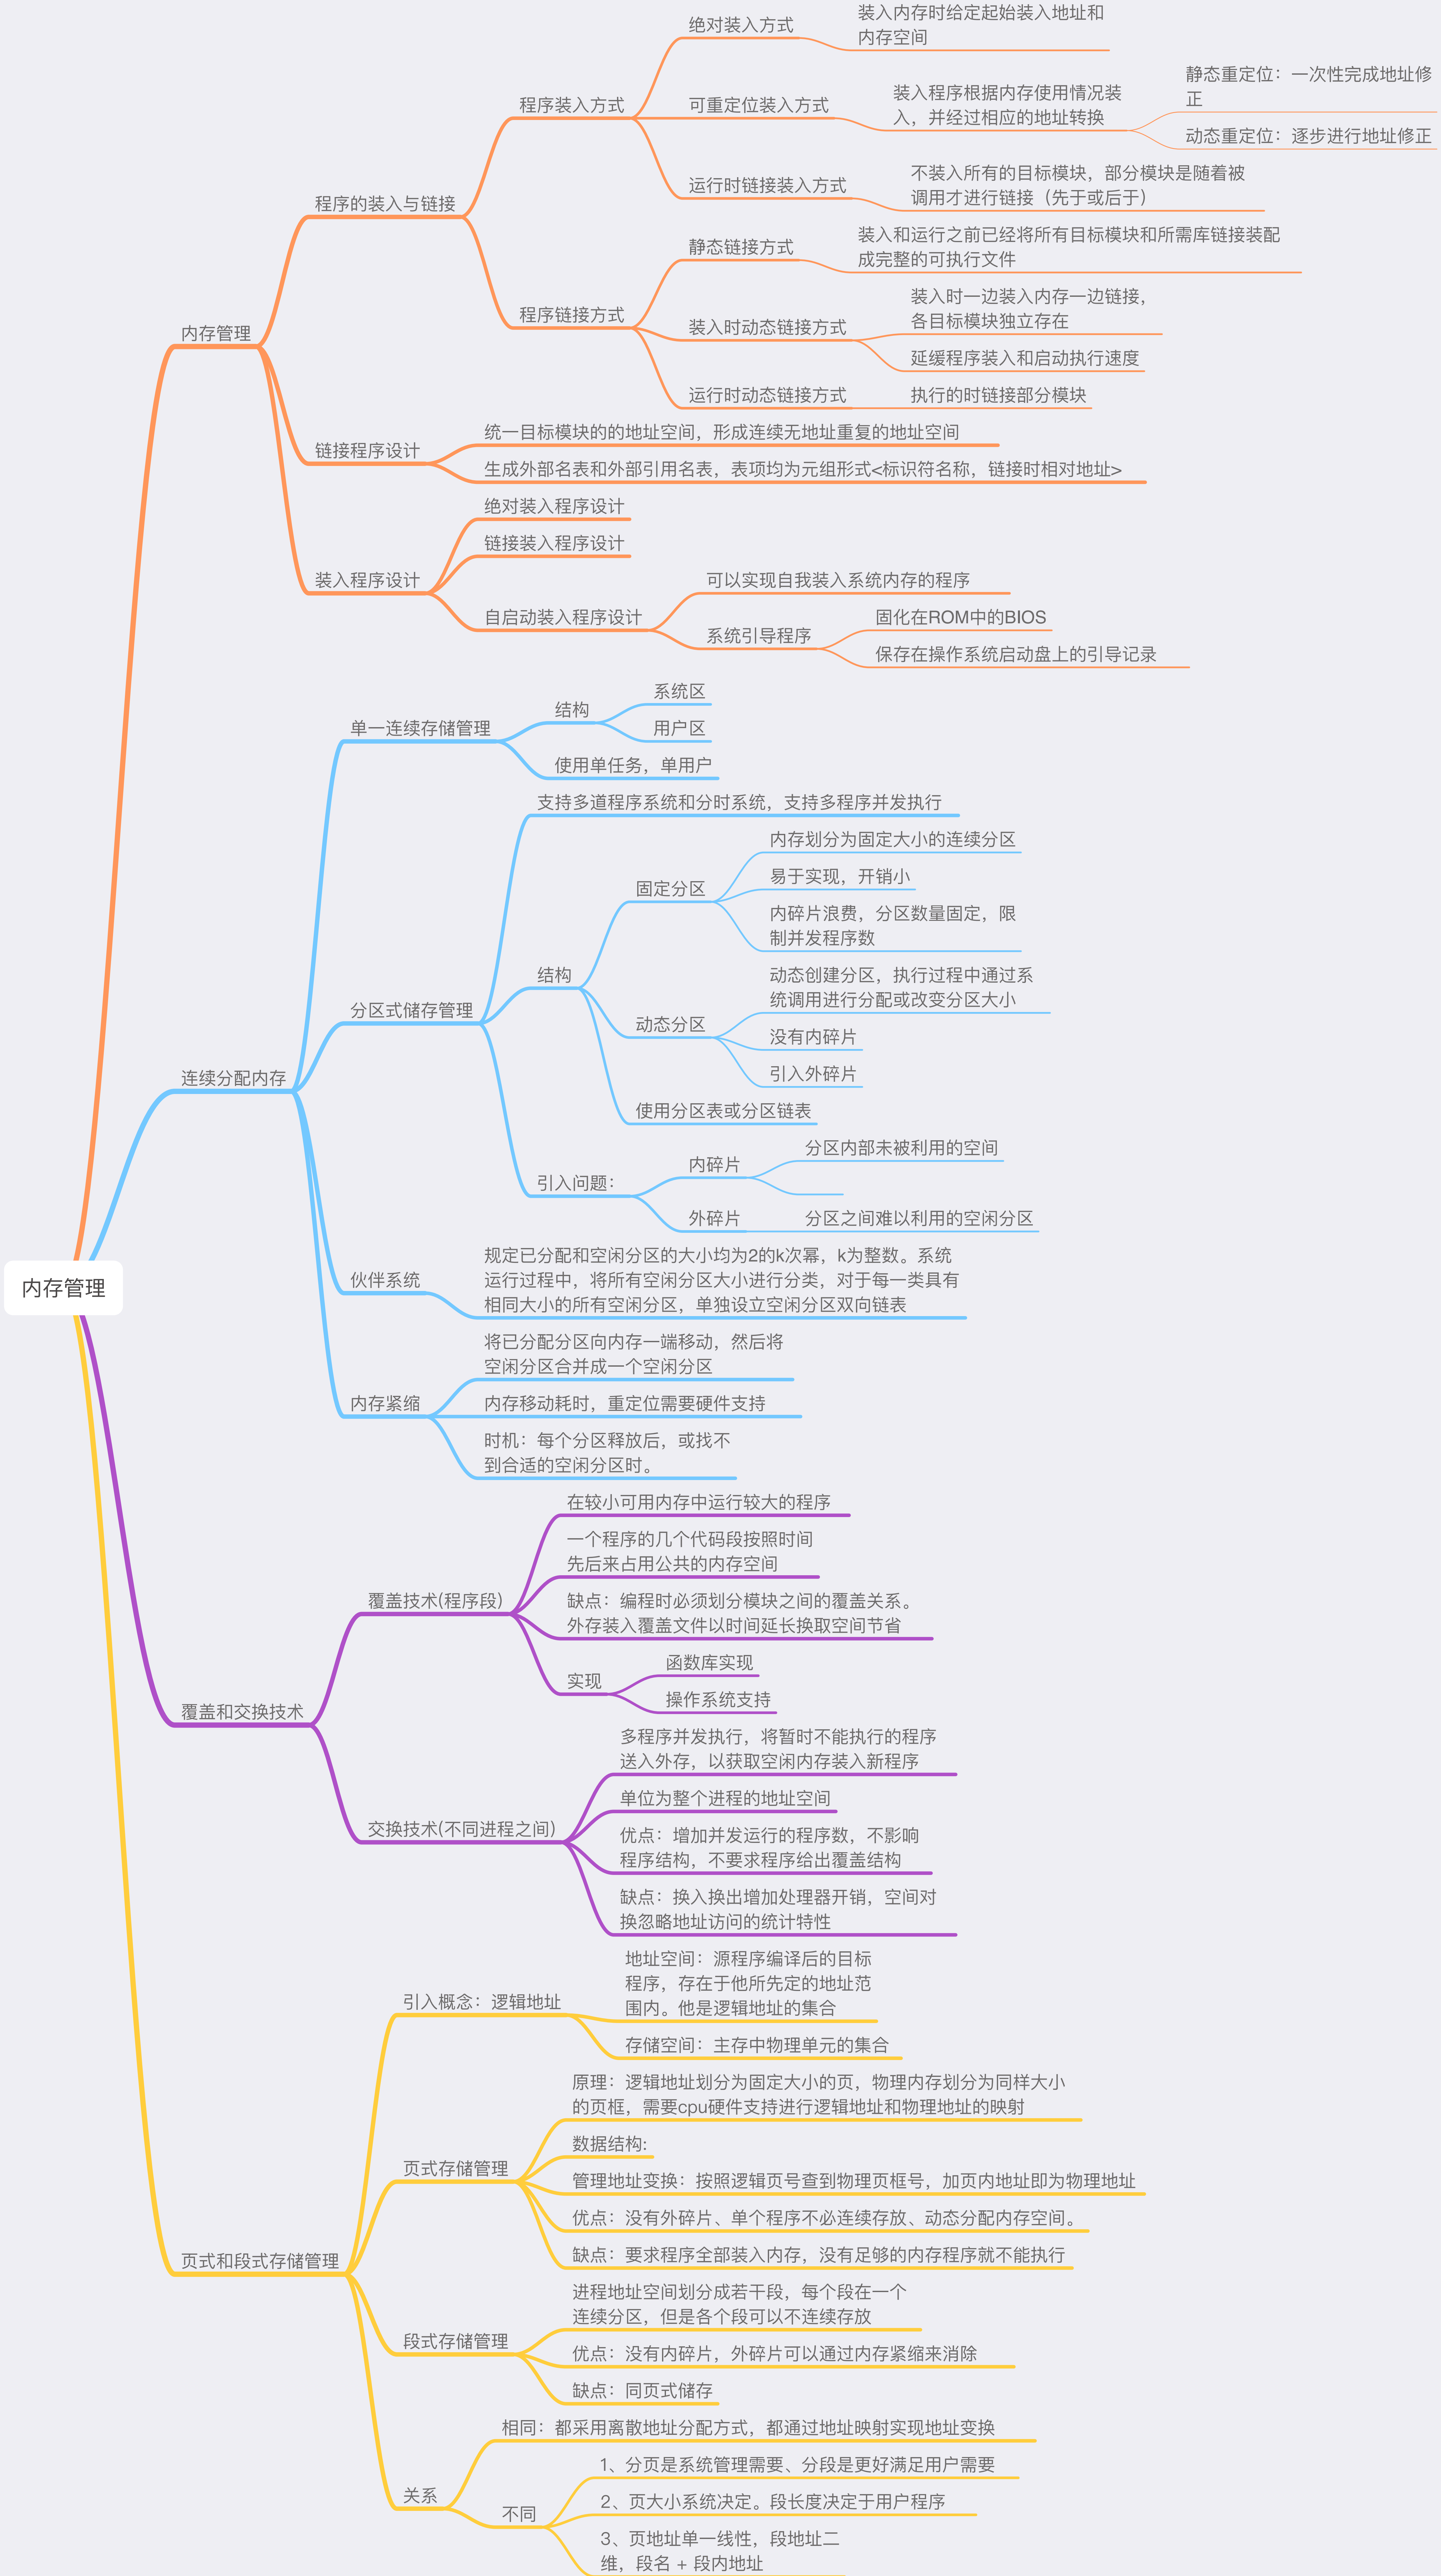 内存管理
内存管理
程序的装入与链接
程序装入方式
绝对装入方式
装入内存时给定起始装入地址和
内存空间
可重定位装入方式
装入程序根据内存使用情况装
入，并经过相应的地址转换
静态重定位：一次性完成地址修
正
动态重定位：逐步进行地址修正
运行时链接装入方式
不装入所有的目标模块，部分模块是随着被
调用才进行链接（先于或后于）
程序链接方式
静态链接方式
装入和运行之前已经将所有目标模块和所需库链接装配
成完整的可执行文件
装入时动态链接方式
装入时一边装入内存一边链接，
各目标模块独立存在
延缓程序装入和启动执行速度
运行时动态链接方式
执行的时链接部分模块
链接程序设计
统一目标模块的的地址空间，形成连续无地址重复的地址空间
生成外部名表和外部引用名表，表项均为元组形式<标识符名称，链接时相对地址>
装入程序设计
绝对装入程序设计
链接装入程序设计
自启动装入程序设计
可以实现自我装入系统内存的程序
系统引导程序
固化在ROM中的BIOS
保存在操作系统启动盘上的引导记录
连续分配内存
单一连续存储管理
结构
系统区
用户区
使用单任务，单用户
分区式储存管理
支持多道程序系统和分时系统，支持多程序并发执行
结构
固定分区
内存划分为固定大小的连续分区
易于实现，开销小
内碎片浪费，分区数量固定，限
制并发程序数
动态分区
动态创建分区，执行过程中通过系
统调用进行分配或改变分区大小
没有内碎片
引入外碎片
使用分区表或分区链表
引入问题：
内碎片
分区内部未被利用的空间
外碎片
分区之间难以利用的空闲分区
伙伴系统
规定已分配和空闲分区的大小均为2的k次幂，k为整数。系统
运行过程中，将所有空闲分区大小进行分类，对于每一类具有
相同大小的所有空闲分区，单独设立空闲分区双向链表
内存紧缩
将已分配分区向内存一端移动，然后将
空闲分区合并成一个空闲分区
内存移动耗时，重定位需要硬件支持
时机：每个分区释放后，或找不
到合适的空闲分区时。
覆盖和交换技术
覆盖技术(程序段)
在较小可用内存中运行较大的程序
一个程序的几个代码段按照时间
先后来占用公共的内存空间
缺点：编程时必须划分模块之间的覆盖关系。
外存装入覆盖文件以时间延长换取空间节省
实现
函数库实现
操作系统支持
交换技术(不同进程之间)
多程序并发执行，将暂时不能执行的程序
送入外存，以获取空闲内存装入新程序
单位为整个进程的地址空间
优点：增加并发运行的程序数，不影响
程序结构，不要求程序给出覆盖结构
缺点：换入换出增加处理器开销，空间对
换忽略地址访问的统计特性
页式和段式存储管理
引入概念：逻辑地址
地址空间：源程序编译后的目标
程序，存在于他所先定的地址范
围内。他是逻辑地址的集合
存储空间：主存中物理单元的集合
页式存储管理
原理：逻辑地址划分为固定大小的页，物理内存划分为同样大小
的页框，需要cpu硬件支持进行逻辑地址和物理地址的映射
数据结构:
管理地址变换：按照逻辑页号查到物理页框号，加页内地址即为物理地址
优点：没有外碎片、单个程序不必连续存放、动态分配内存空间。
缺点：要求程序全部装入内存，没有足够的内存程序就不能执行
段式存储管理
进程地址空间划分成若干段，每个段在一个
连续分区，但是各个段可以不连续存放
优点：没有内碎片，外碎片可以通过内存紧缩来消除
缺点：同页式储存
关系
相同：都采用离散地址分配方式，都通过地址映射实现地址变换
不同
1、分页是系统管理需要、分段是更好满足用户需要
2、页大小系统决定。段长度决定于用户程序
3、页地址单一线性，段地址二
维，段名 + 段内地址